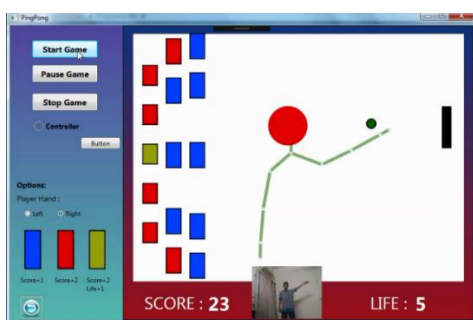 PingPong
Start Game
Pause Game
Stop Game
Controller
Button
Options:
Player Hand :
Left Right
Score+1 Score+2 Score+2
Life+1
SCORE : 23 LIFE : 5